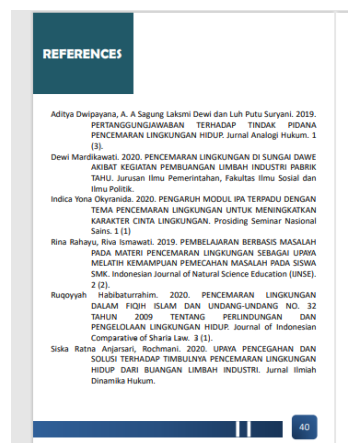 REFERENCES
Aditya Dwipayana, A. A Sagung Laksmi Dewi dan Luh Putu Suryani. 2019.
PERTANGGUNGJAWABAN TERHADAP TINDAK PIDANA
PENCEMARAN LINGKUNGAN HIDUP. Jurnal Analogi Hukum. 1
(3).
Dewi Mardikawati. 2020. PENCEMARAN LINGKUNGAN DI SUNGAI DAWE
AKIBAT KEGIATAN PEMBUANGAN LIMBAH INDUSTRI PABRIK
TAHU. Jurusan Ilmu Pemerintahan, Fakultas Ilmu Sosial dan
Ilmu Politik.
Indica Yona Okyranida. 2020. PENGARUH MODUL IPA TERPADU DENGAN
TEMA PENCEMARAN LINGKUNGAN UNTUK MENINGKATKAN
KARAKTER CINTA LINGKUNGAN. Prosiding Seminar Nasional
Sains. 1 (1)
Rina Rahayu, Riva Ismawati. 2019. PEMBELAJARAN BERBASIS MASALAH
PADA MATERI PENCEMARAN LINGKUNGAN SEBAGAI UPAYA
MELATIH KEMAMPUAN PEMECAHAN MASALAH PADA SISWA
SMK. Indonesian Journal of Natural Science Education (IJNSE).
2 (2).
Ruqoyyah Habibaturrahim. 2020. PENCEMARAN LINGKUNGAN
DALAM FIQIH ISLAM DAN UNDANG-UNDANG NO. 32
TAHUN 2009 TENTANG PERLINDUNGAN DAN
PENGELOLAAN LINGKUNGAN HIDUP. Journal of Indonesian
Comparative of Sharia Law. 3 (1).
Siska Ratna Anjarsari, Rochmani. 2020. UPAYA PENCEGAHAN DAN
SOLUSI TERHADAP TIMBULNYA PENCEMARAN LINGKUNGAN
HIDUP DARI BUANGAN LIMBAH INDUSTRI. Jurnal Ilmiah
Dinamika Hukum.
40